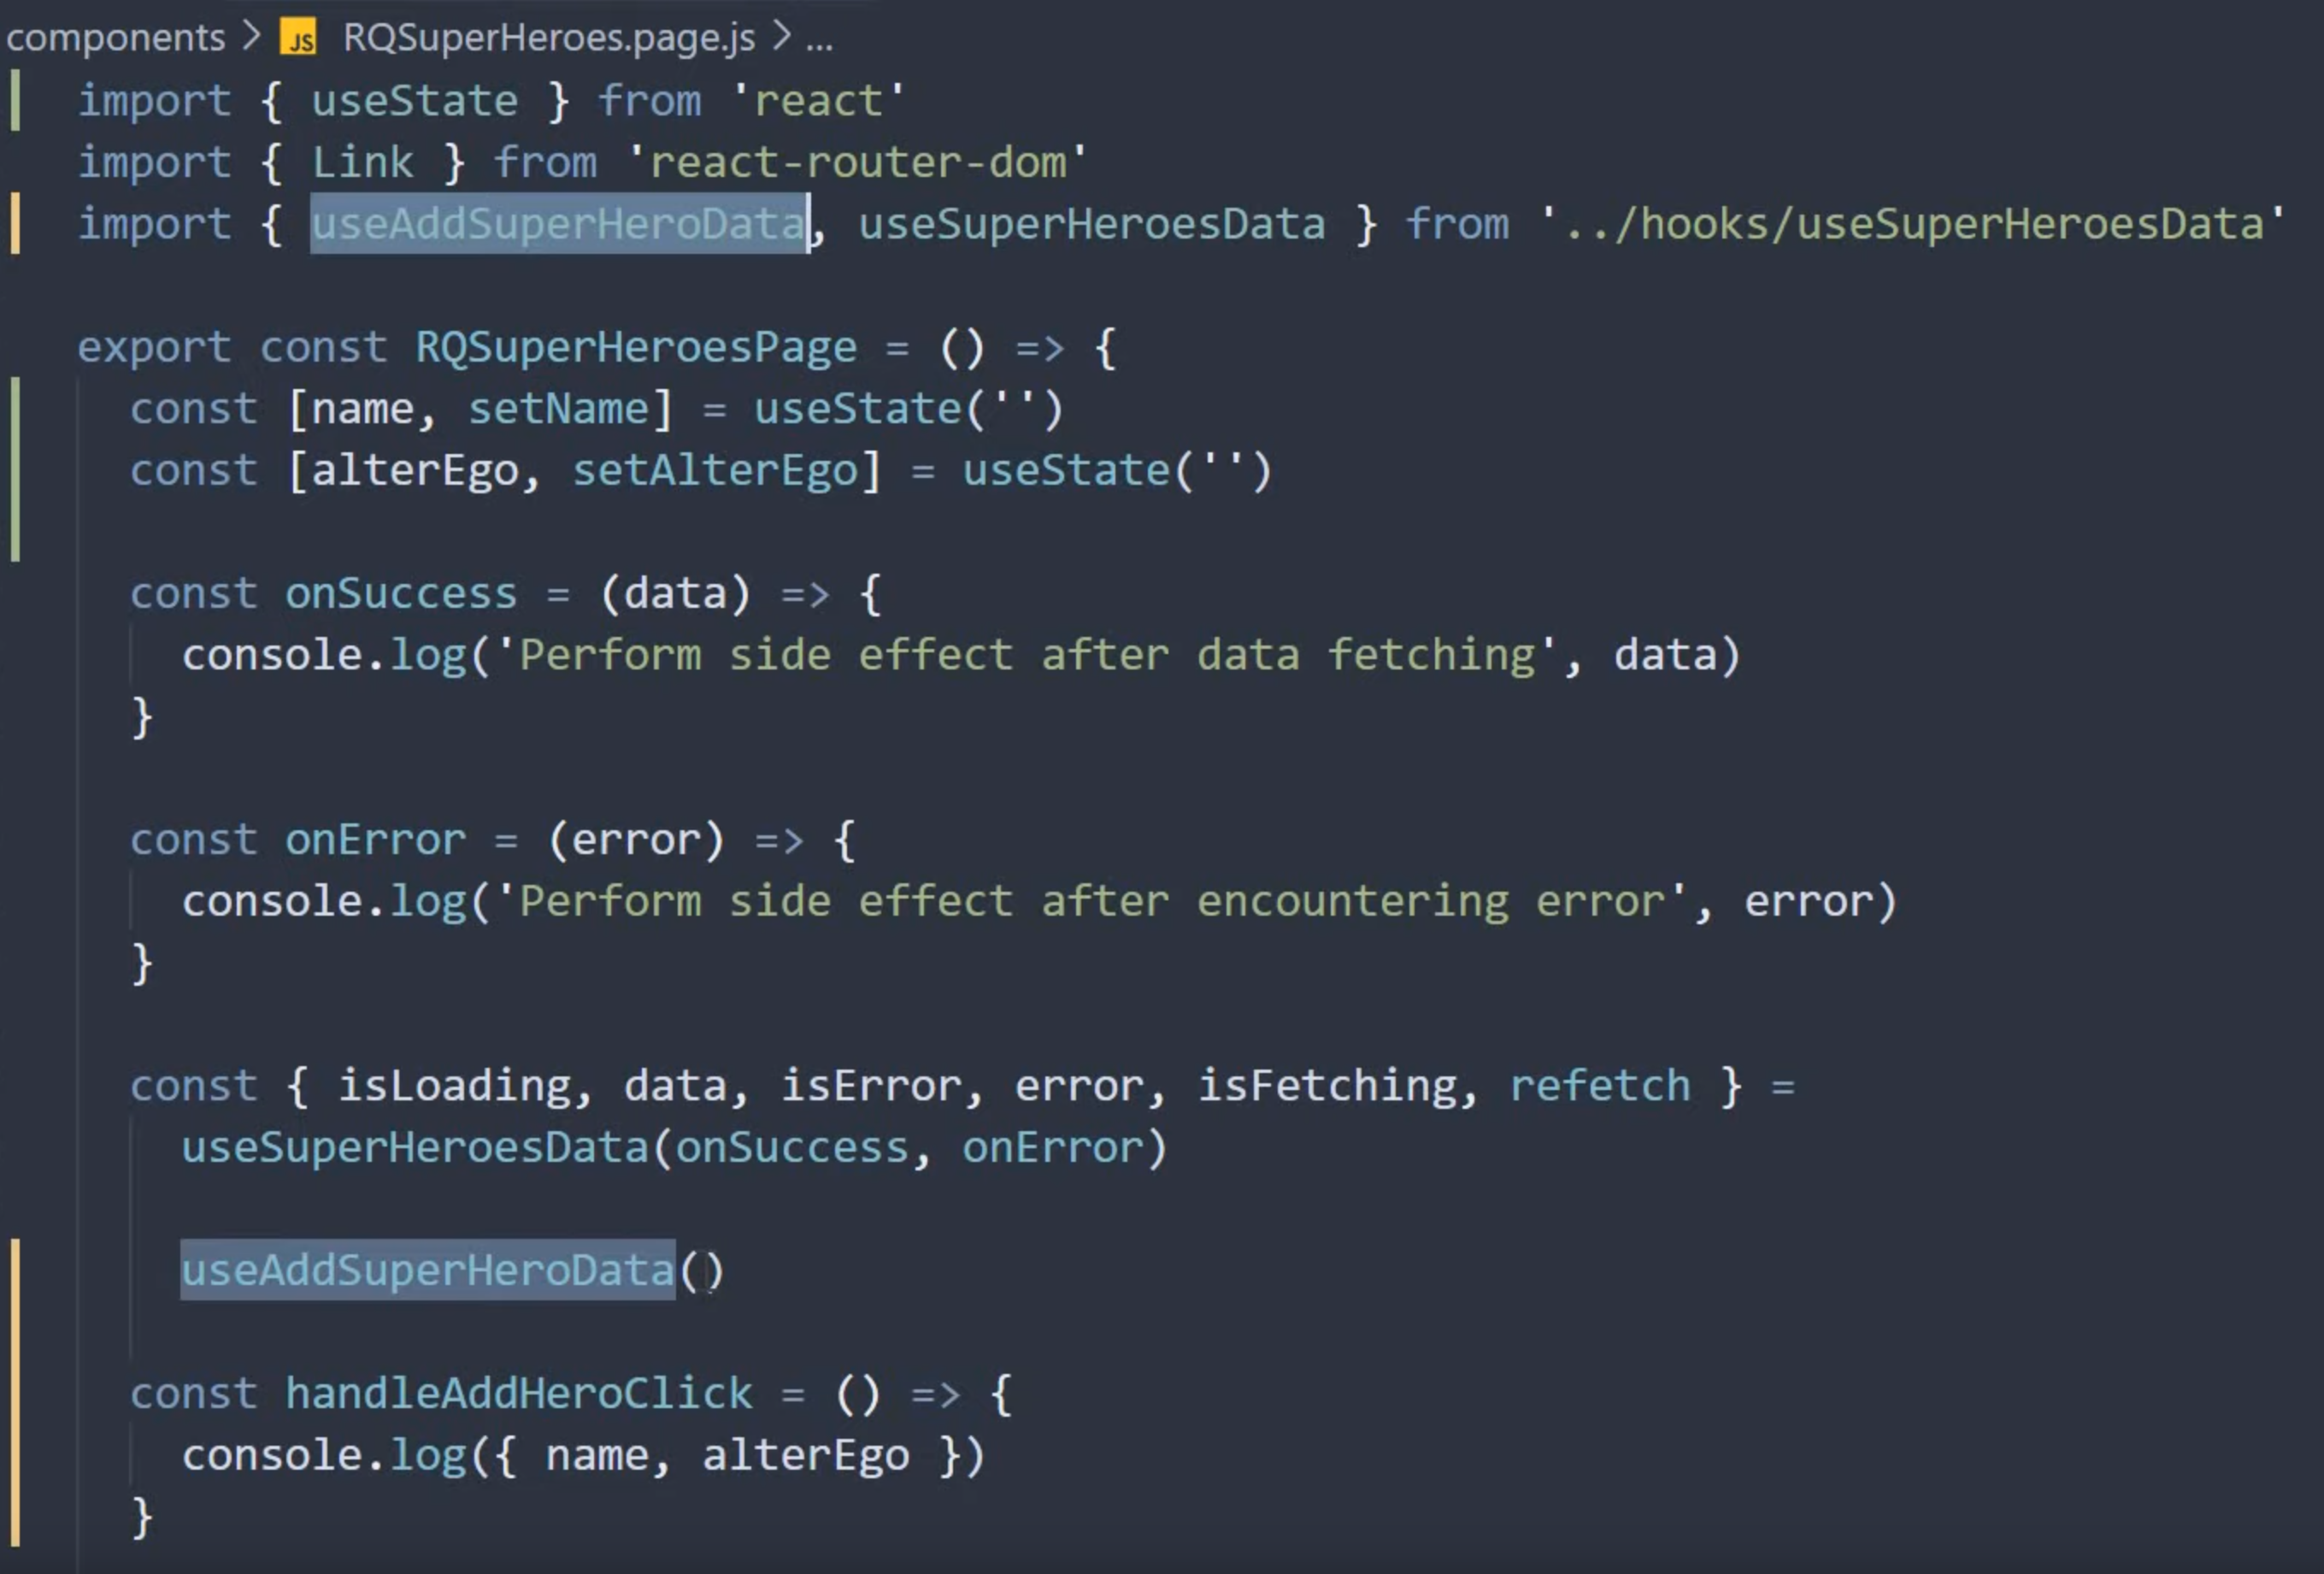 components > JS RQSuperHeroes.page.js > ...
import { useState } from 'react'
import { Link } from 'react-router-dom'
import { useAddSuperHeroData, useSuperHeroesData } from '../hooks/useSuperHeroesData'
export const RQSuperHeroesPage = () => {
const [name, setName] = useState('')
const [alterEgo, setAlterEgo] = useState('')
const onSuccess = (data) => {
console.log('Perform side effect after data fetching', data)
}
const onError = (error) => {
console.log('Perform side effect after encountering error', error)
}
const { isLoading, data, isError, error, isFetching, refetch } =
useSuperHeroesData(onSuccess, onError)
useAddSuperHeroData()
const handleAddHeroClick = () => {
console.log({ name, alterEgo })
}